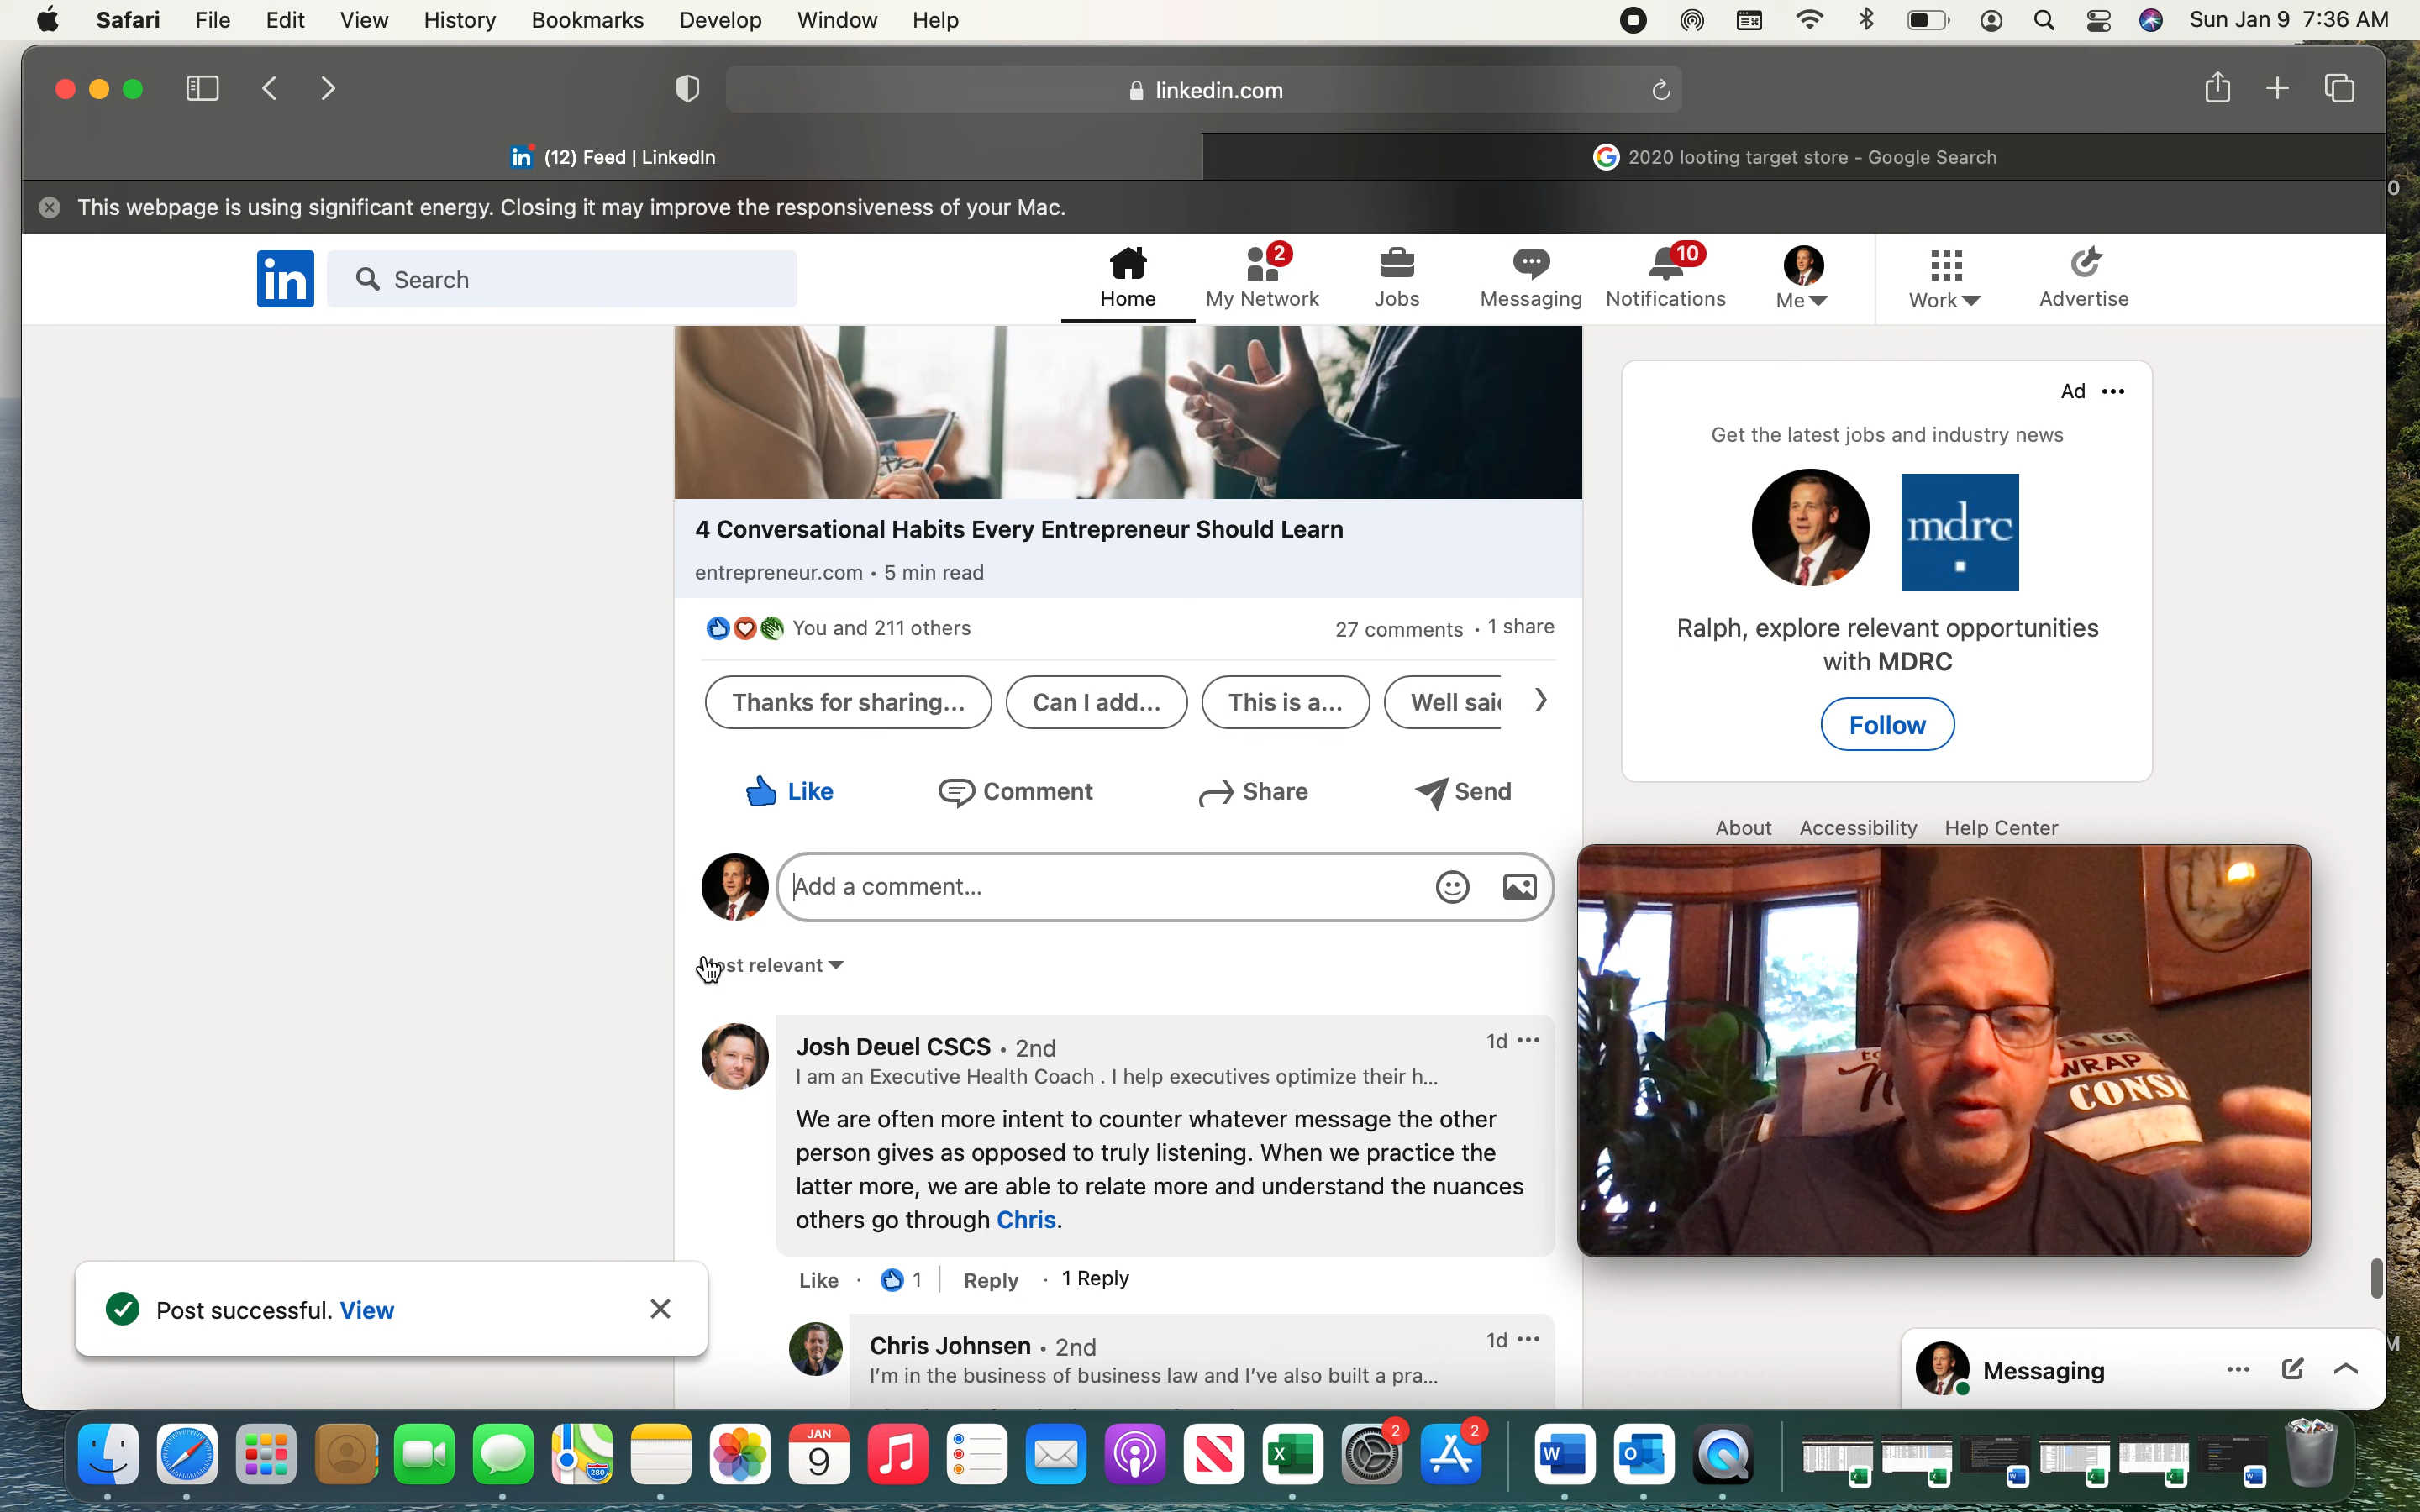 Safari File Edit View History Bookmarks Develop Window Help Sun Jan 9 7:36 AM
linkedin.com
in (12) Feed | LinkedIn
2020 looting target store - Google Search
This webpage is using significant energy. Closing it may improve the responsiveness of your Mac.
in Search
2
10
Home My Network Jobs Messaging Notifications Me Work Advertise
Ad
Get the latest jobs and industry news
mdrc
Ralph, explore relevant opportunities
with MDRC
Follow
About Accessibility Help Center
4 Conversational Habits Every Entrepreneur Should Learn
entrepreneur.com • 5 min read
You and 211 others 27 comments · 1 share
Thanks for sharing... Can I add... This is a... Well
Like Comment Share Send
Add a comment...
relevant
Josh Deuel CSCS • 2nd 1d
I am an Executive Health Coach . I help executives optimize their h...
We are often more intent to counter whatever message the other
person gives as opposed to truly listening. When we practice the
latter more, we are able to relate more and understand the nuances
others go through Chris.
Like · 1 | Reply · 1 Reply
Chris Johnsen • 2nd 1d
I'm in the business of business law and I've also built a pra...
WRAP
Post successful. View
Messaging
JAN
9
2
2
280